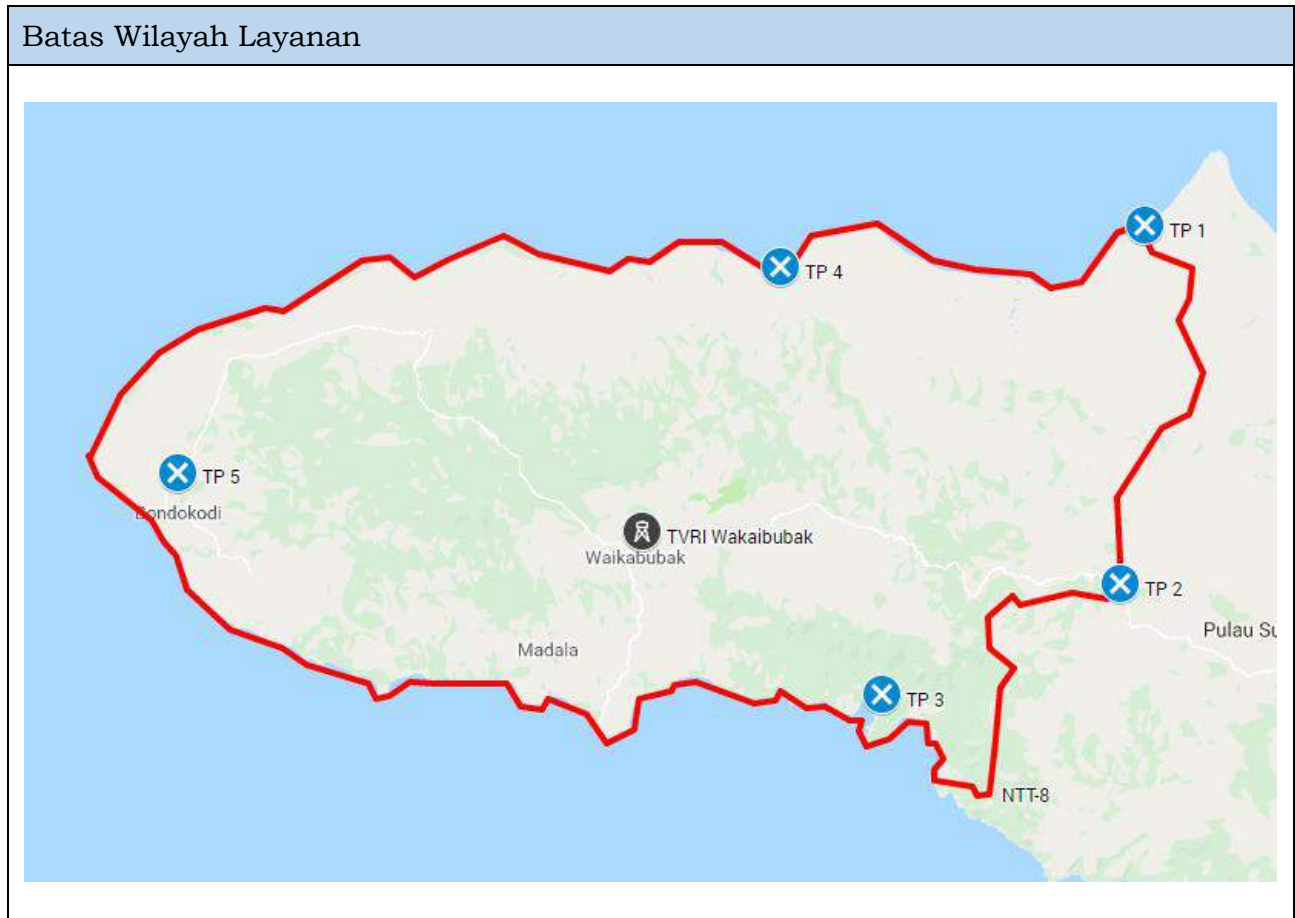 Batas Wilayah Layanan
TP 1
TP 4
TP 5
Bondokodi
TVRI Wakaibubak
Waikabubak
TP 2
Pulau Su
Madala
TP 3
NTT-8